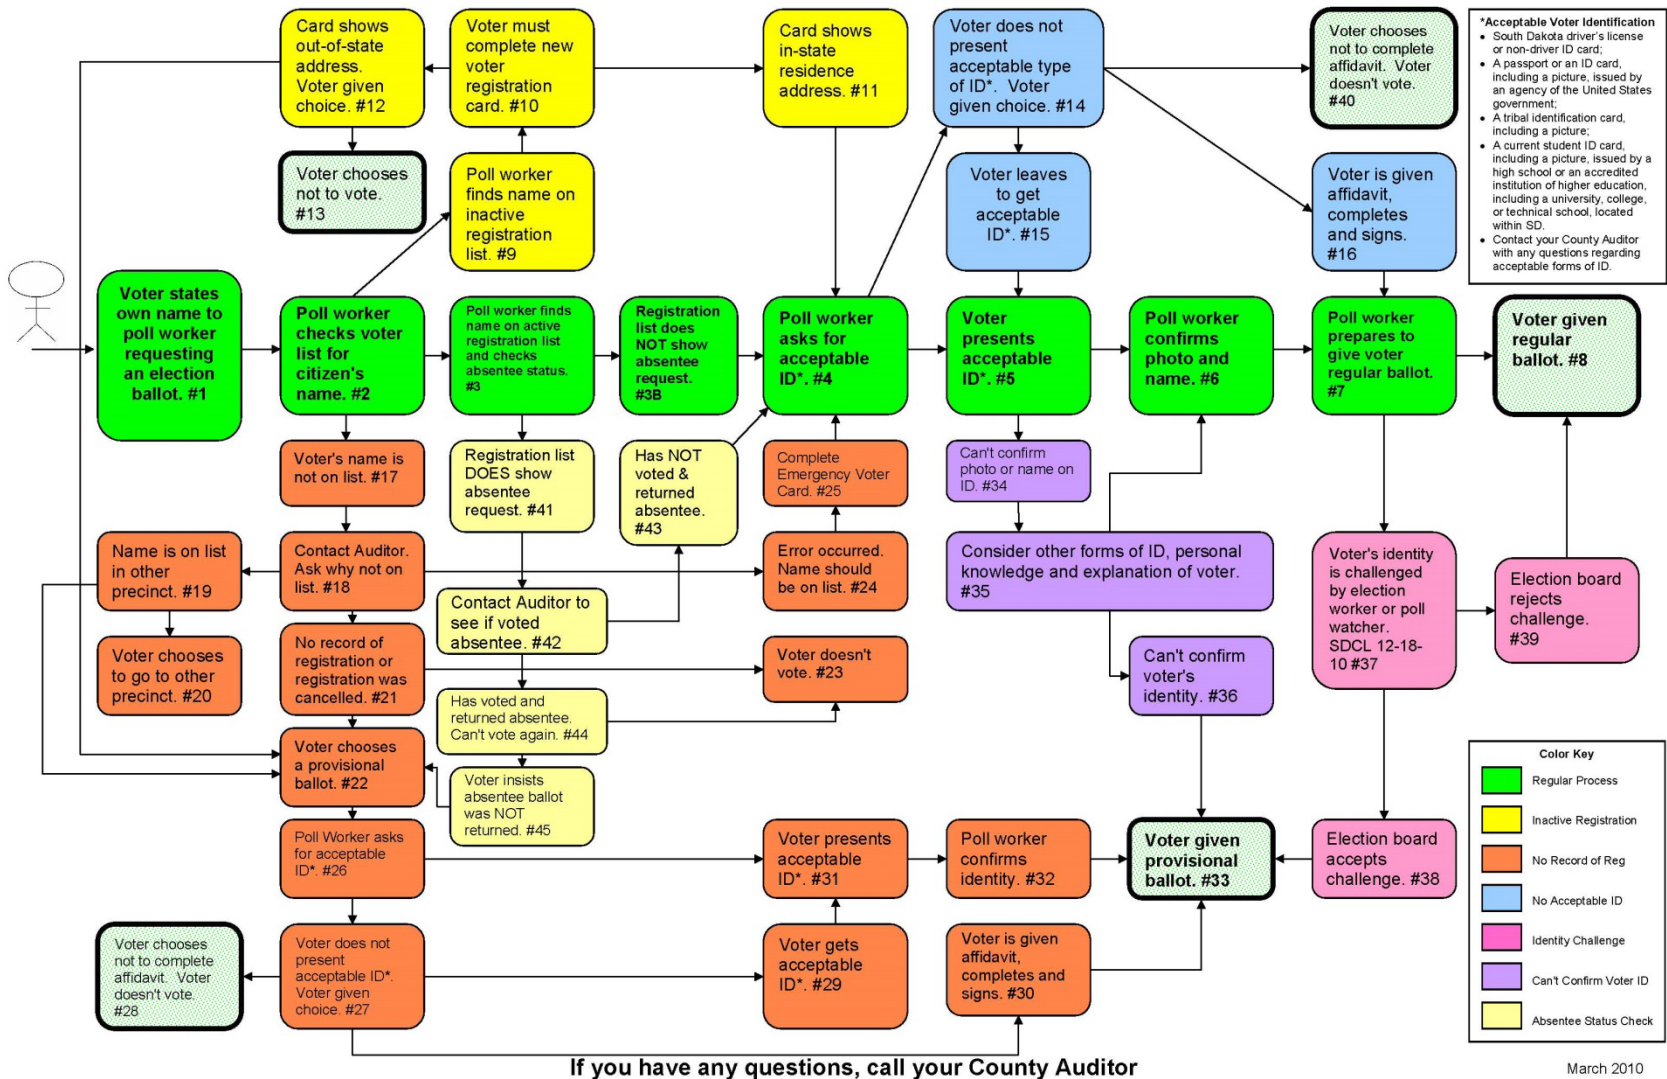 Card shows
out-of-state
address.
Voter given
choice. #12
Voter must
complete new
voter
registration
card. #10
Card shows
in-state
residence
address. #11
Voter does not
present
acceptable type
of ID*.  Voter
given choice. #14
Voter chooses
not to complete
affidavit.  Voter
doesn't vote.
#40
*Acceptable Voter Identification
• South Dakota driver's license
or non-driver ID card;
• A passport or an ID card,
including a picture, issued by
an agency of the United States
government;
• A tribal identification card,
including a picture;
• A current student ID card,
including a picture, issued by a
high school or an accredited
institution of higher education,
including a university, college,
or technical school, located
within SD.
• Contact your County Auditor
with any questions regarding
acceptable forms of ID.
Voter chooses
not to vote.
#13
Poll worker
finds name on
inactive
registration
list. #9
Voter leaves
to get
acceptable
ID*. #15
Voter is given
affidavit,
completes
and signs.
#16
Voter states
own name to
poll worker
requesting
an election
ballot. #1
Poll worker
checks voter
list for
citizen's
name. #2
Poll worker finds
name on active
registration list
and checks
absentee status.
#3
Registration
list does
NOT show
absentee
request.
#3B
Poll worker
asks for
acceptable
ID*. #4
Voter
presents
acceptable
ID*. #5
Poll worker
confirms
photo and
name. #6
Poll worker
prepares to
give voter
regular ballot.
#7
Voter given
regular
ballot. #8
Voter's name is
not on list. #17
Registration list
DOES show
absentee
request. #41
Has NOT
voted &
returned
absentee.
#43
Complete
Emergency Voter
Card. #25
Can't confirm
photo or name on
ID. #34
Name is on list
in other
precinct. #19
Contact Auditor.
Ask why not on
list. #18
Error occurred.
Name should
be on list. #24
Consider other forms of ID, personal
knowledge and explanation of voter.
#35
Voter's identity
is challenged
by election
worker or poll
watcher.
SDCL 12-18-
10 #37
Election board
rejects
challenge.
#39
Contact Auditor to
see if voted
absentee. #42
Voter chooses
to go to other
precinct. #20
No record of
registration or
registration was
cancelled. #21
Voter doesn't
vote. #23
Can't confirm
voter's
identity. #36
Has voted and
returned absentee.
Can't vote again. #44
Voter chooses
a provisional
ballot. #22
Voter insists
absentee ballot
was NOT
returned. #45
Poll Worker asks
for acceptable
ID*. #26
Voter presents
acceptable
ID*. #31
Poll worker
confirms
identity. #32
Voter given
provisional
ballot. #33
Election board
accepts
challenge. #38
Voter chooses
not to complete
affidavit.  Voter
doesn't vote.
#28
Voter does not
present
acceptable ID*.
Voter given
choice. #27
Voter gets
acceptable
ID*. #29
Voter is given
affidavit,
completes and
signs. #30
Color Key
Regular Process
Inactive Registration
No Record of Reg
No Acceptable ID
Identity Challenge
Can't Confirm Voter ID
Absentee Status Check
If you have any questions, call your County Auditor
March 2010